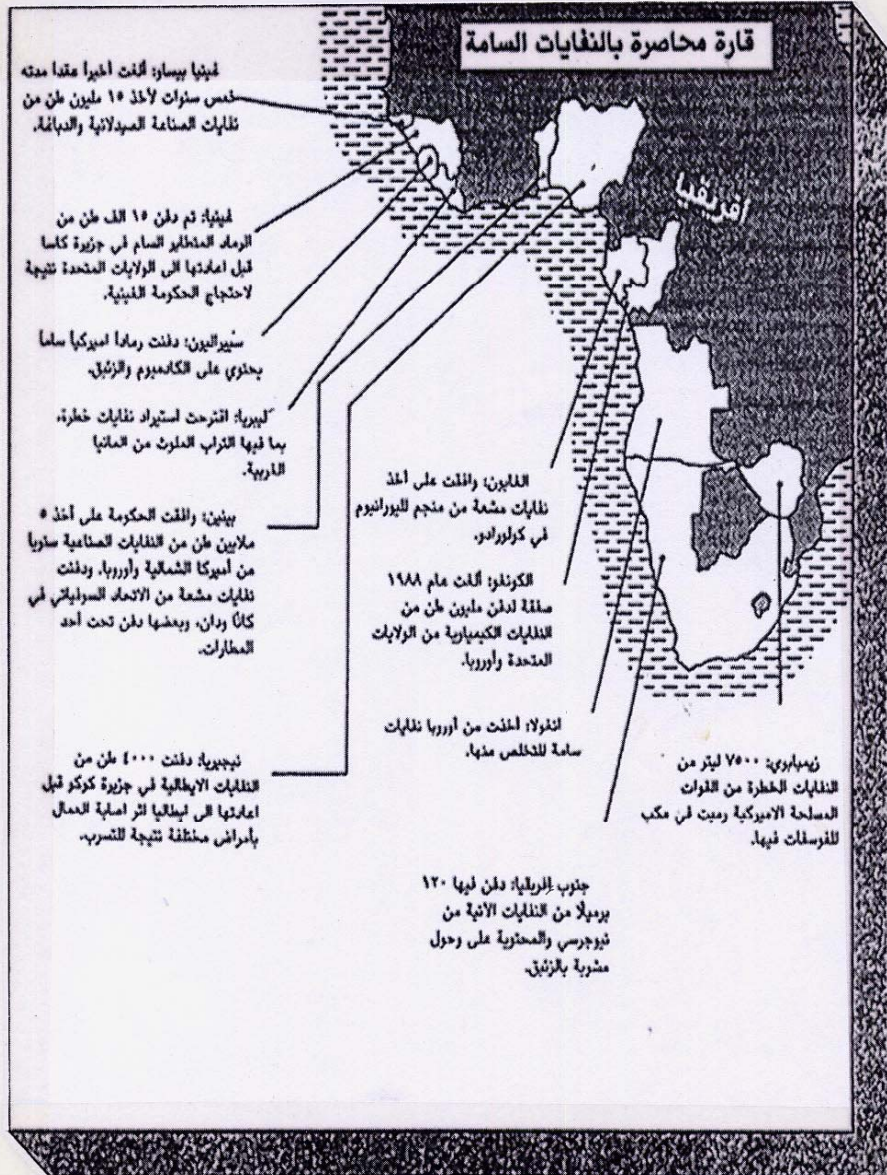 قارة محاصرة بالنفايات السامة
افريقيا
غينيا بيساو: ألغت أخيراً عقداً مدته
خمس سنوات لأخذ ١٥ مليون طن من
نفايات الصناعة الصيدلانية والدباغة.
غينيا: تم دفن ١٥ الف طن من
الرماد المتطاير السام في جزيرة كاسا
قبل اعادتها الى الولايات المتحدة نتيجة
لاحتجاج الحكومة الغينية.
سييراليون: دفنت رماداً اميركياً ساماً
يحتوي على الكادميوم والزئبق.
ليبريا: اقترحت استيراد نفايات خطرة،
بما فيها التراب الملوث من المانيا
الغربية.
بينين: وافقت الحكومة على أخذ ٥
ملايين طن من النفايات الصناعية سنويا
من أميركا الشمالية وأوروبا. ودفنت
نفايات مشعة من الاتحاد السوفياتي في
كانا ودان، وبعضها دفن تحت أحد
المطارات.
نيجيريا: دفنت ٤٠٠٠ طن من
النفايات الايطالية في جزيرة كوكو قبل
اعادتها الى ايطاليا اثر اصابة العمال
بأمراض مختلفة نتيجة للتسرب.
الغابون: وافقت على أخذ
نفايات مشعة من منجم لليورانيوم
في كولورادو.
الكونغو: ألغت عام ١٩٨٨
صفقة لدفن مليون طن من
النفايات الكيميارية من الولايات
المتحدة وأوروبا.
انغولا: أخذت من أوروبا نفايات
سامة للتخلص منها.
زيمبابوي: ٧٥٠٠ ليتر من
النفايات الخطرة من القوات
المسلحة الاميركية رميت في مكب
للفوسفات فيها.
جنوب إفريقيا: دفن فيها ١٢٠
برميلاً من النفايات الآتية من
نيوجرسي والمحتوية على وحول
مشوبة بالزئبق.